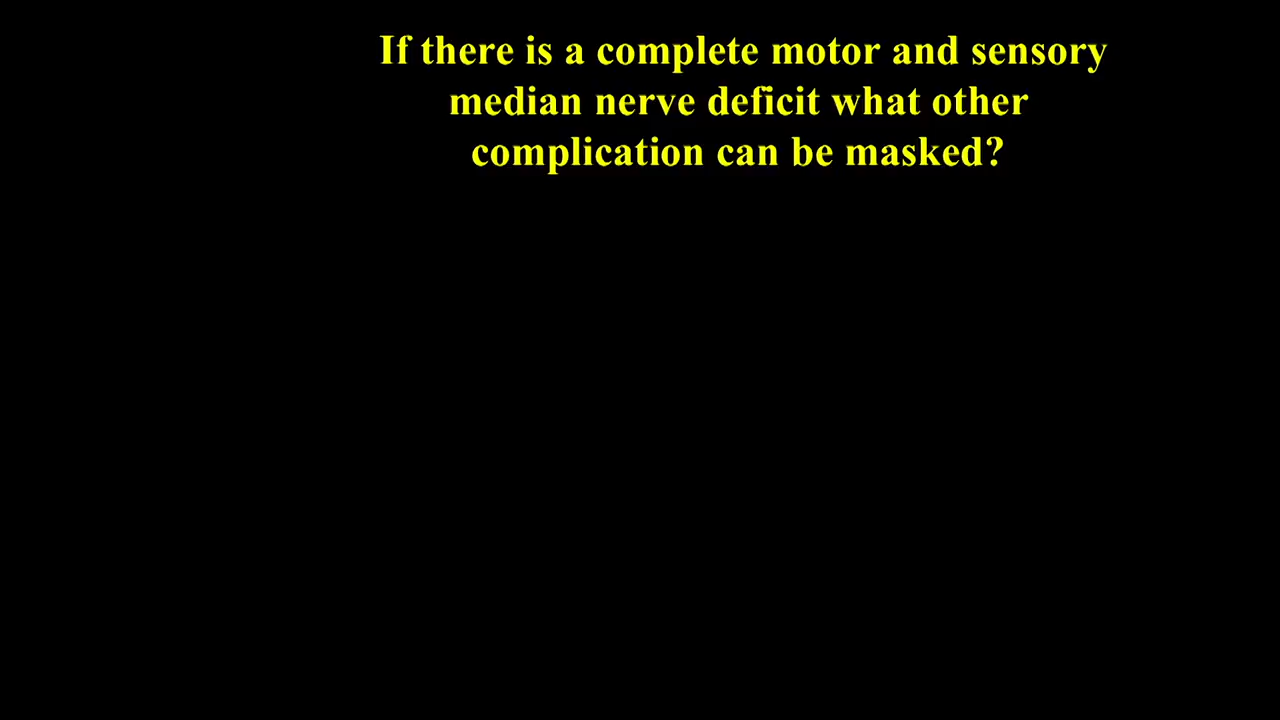 If there is a complete motor and sensory
median nerve deficit what other
complication can be masked?